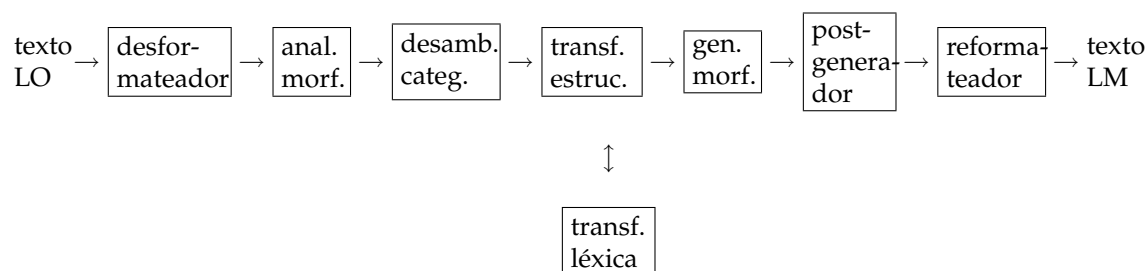 texto
LO
desfor-
mateador
anal.
morf.
desamb.
categ.
transf.
estruc.
gen.
morf.
post-
genera-
dor
reforma-
teador
texto
LM
transf.
léxica